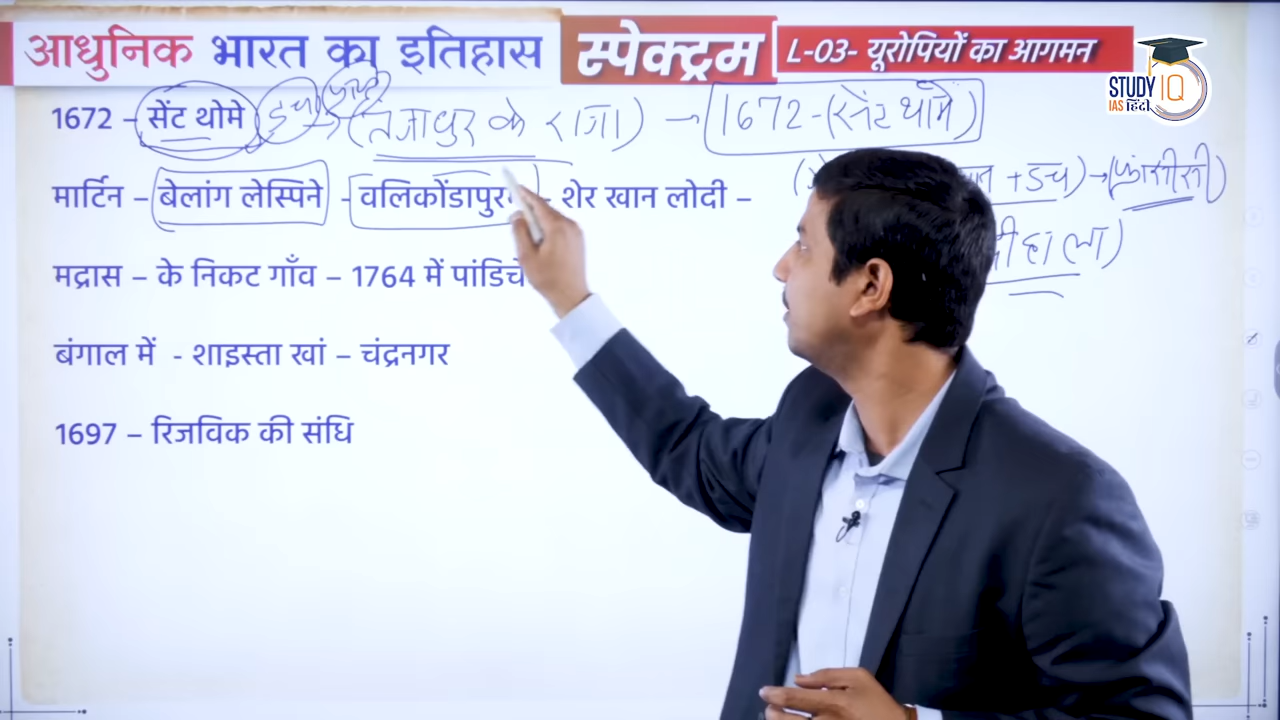 आधुनिक भारत का इतिहास स्पेक्ट्रम L-03- यूरोपियों का आगमन
STUDY IQ
IAS हिंदी
1672 – सेंट थोमे डच (तंजापुर के राजा) → 1672-(सेंट थोमे)
मार्टिन – बेलांग लेस्पिने - वलिकोंडापुरम - शेर खान लोदी –
+डच) → (फ्रांसीसी)
मद्रास – के निकट गाँव – 1764 में पांडिचे
बंगाल में - शाइस्ता खां – चंद्रनगर
1697 – रिजविक की संधि